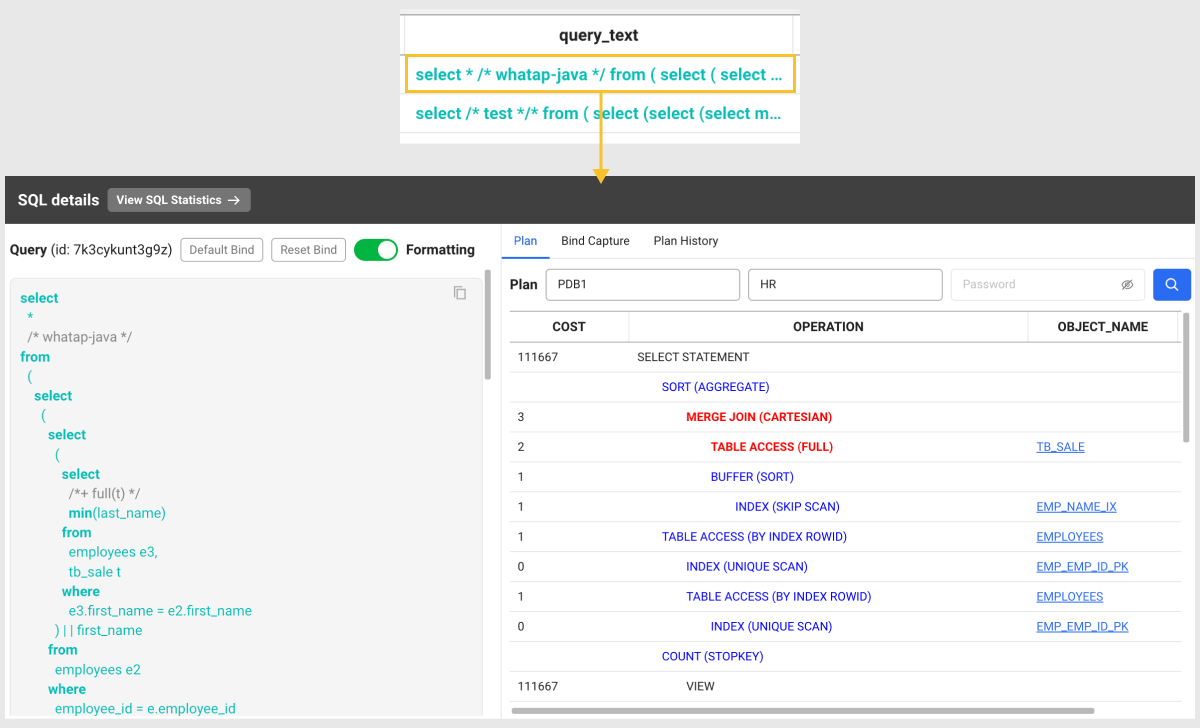 query_text
select * /* whatap-java */ from ( select ( select ...
select /* test */* from ( select (select (select m...
SQL details
View SQL Statistics →
Query (id: 7k3cykunt3g9z)
Default Bind
Reset Bind
Formatting
select
*
/* whatap-java */
from
(
select
(
select
(
select
/*+ full(t) */
min(last_name)
from
employees e3,
tb_sale t
where
e3.first_name = e2.first_name
) | | first_name
from
employees e2
where
employee_id = e.employee_id
Plan
Bind Capture
Plan History
Plan
PDB1
HR
Password
COST OPERATION OBJECT_NAME
111667 SELECT STATEMENT
SORT (AGGREGATE)
3 MERGE JOIN (CARTESIAN)
2 TABLE ACCESS (FULL) TB_SALE
1 BUFFER (SORT)
1 INDEX (SKIP SCAN) EMP_NAME_IX
1 TABLE ACCESS (BY INDEX ROWID) EMPLOYEES
0 INDEX (UNIQUE SCAN) EMP_EMP_ID_PK
1 TABLE ACCESS (BY INDEX ROWID) EMPLOYEES
0 INDEX (UNIQUE SCAN) EMP_EMP_ID_PK
COUNT (STOPKEY)
111667 VIEW